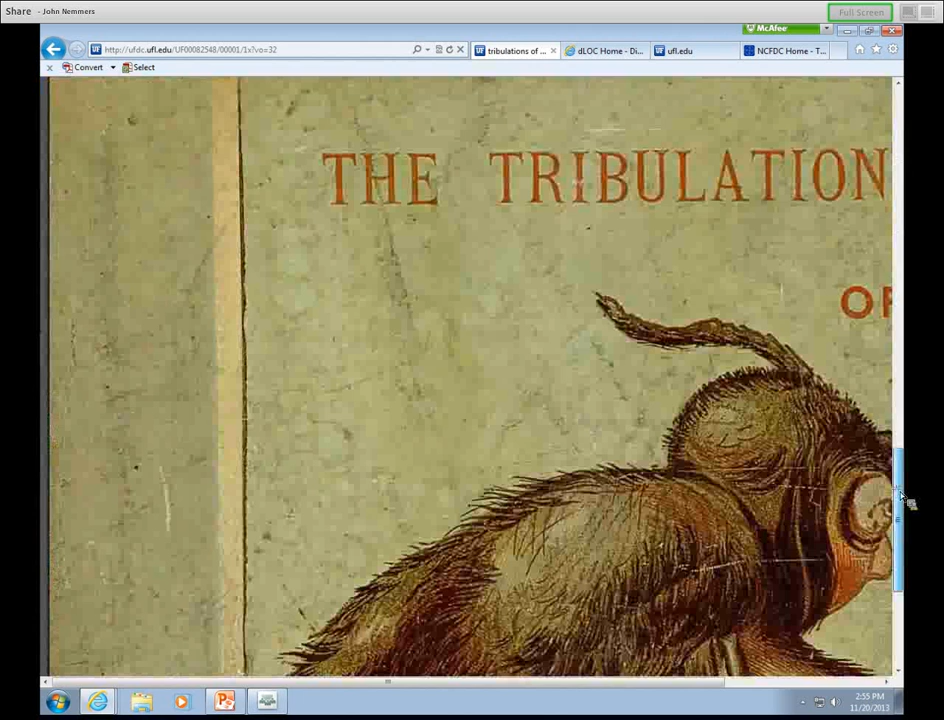 Share - John Nemmers
Full Screen
McAfee
http://ufdc.ufl.edu/UF00082548/00001/1x?vo=32
tribulations of ...
dLOC Home - Di...
ufl.edu
NCFDC Home - T...
x Convert Select
THE TRIBULATION
OF
2:55 PM
11/20/2013